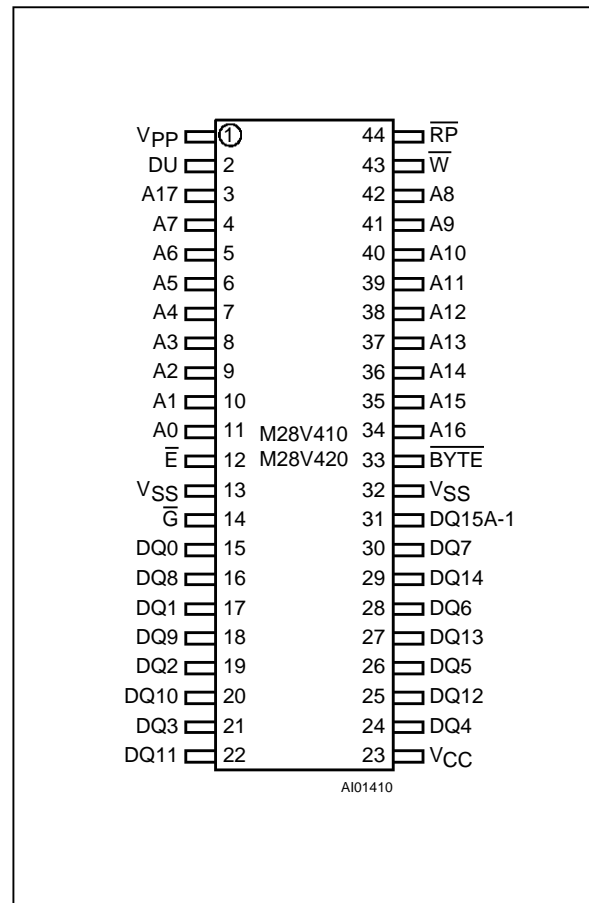 VPP 1 44 R̅P̅
DU 2 43 W̅
A17 3 42 A8
A7 4 41 A9
A6 5 40 A10
A5 6 39 A11
A4 7 38 A12
A3 8 37 A13
A2 9 36 A14
A1 10 35 A15
A0 11 M28V410 34 A16
E̅ 12 M28V420 33 B̅Y̅T̅E̅
VSS 13 32 VSS
G̅ 14 31 DQ15A-1
DQ0 15 30 DQ7
DQ8 16 29 DQ14
DQ1 17 28 DQ6
DQ9 18 27 DQ13
DQ2 19 26 DQ5
DQ10 20 25 DQ12
DQ3 21 24 DQ4
DQ11 22 23 VCC
AI01410